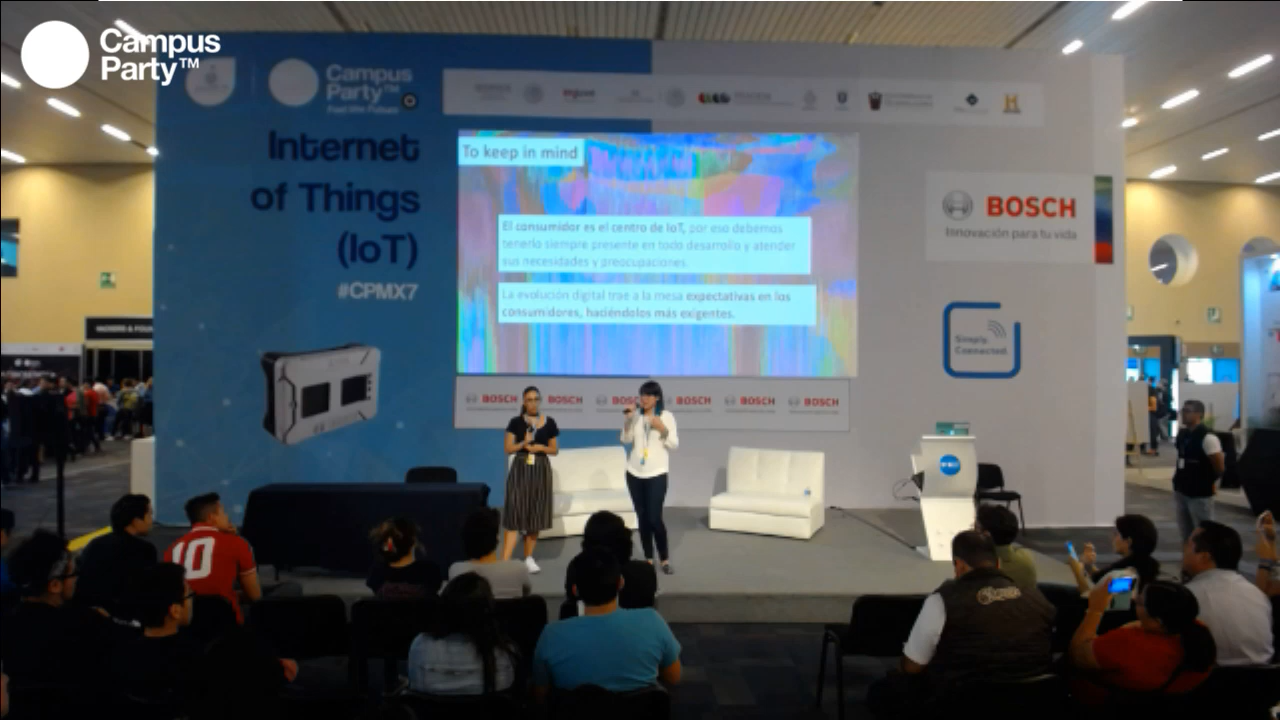 Campus
Party™
Campus
Party™
Feel the Future
Internet
of Things
(IoT)
#CPMX7
To keep in mind
El consumidor es el centro de IoT, por eso debemos
tenerlo siempre presente en todo desarrollo y atender
sus necesidades y preocupaciones.
La evolución digital trae a la mesa expectativas en los
consumidores, haciéndolos más exigentes.
BOSCH
Innovación para tu vida
Simply.
Connected.
BOSCH
BOSCH
BOSCH
BOSCH
BOSCH
BOSCH
H
10